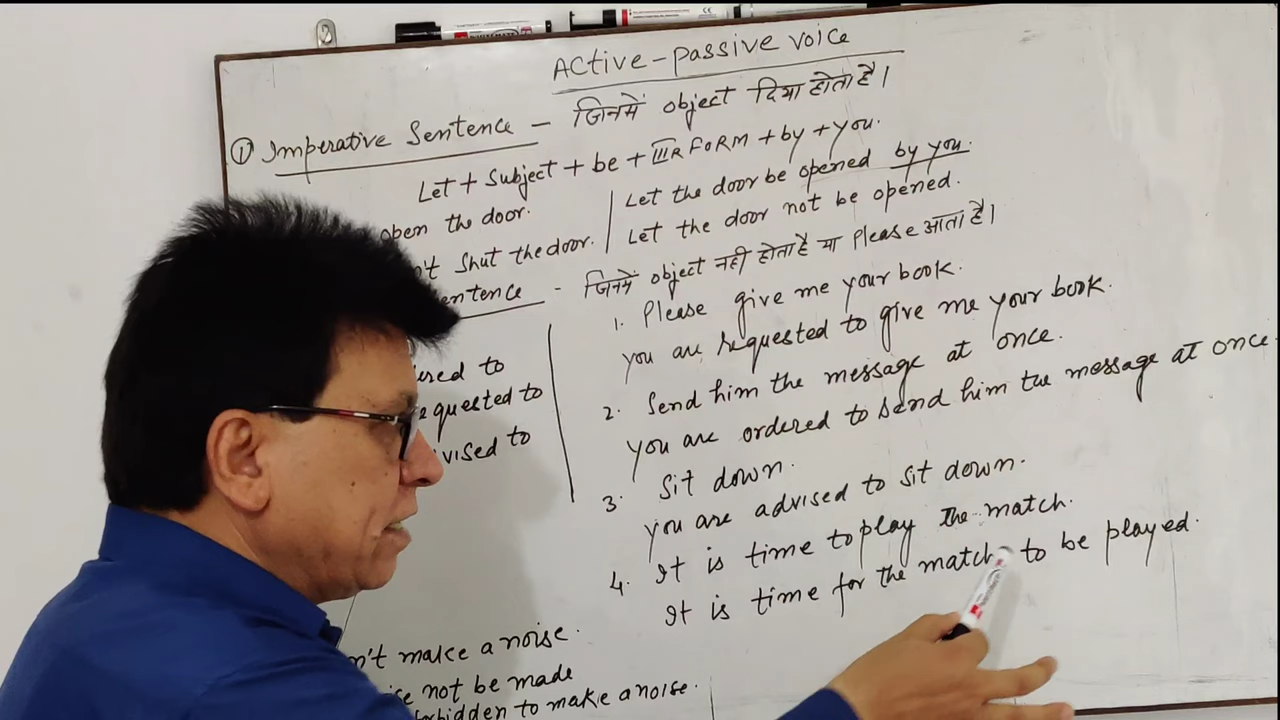 Active-passive voice
① Imperative Sentence - जिनमें object दिया होता है।
Let + Subject + be + IIIR FORM + by + you.
open the door.
Let the door be opened by you.
n't shut the door.
Let the door not be opened.
entence - जिनमें object नही होता है या Please आता है।
ered to
equested to
vised to
1. Please give me your book.
you are requested to give me your book.
2. Send him the message at once.
you are ordered to send him the message at once.
3. Sit down.
you are advised to sit down.
4. It is time to play the match.
It is time for the match to be played.
n't make a noise.
ise not be made
forbidden to make a noise.